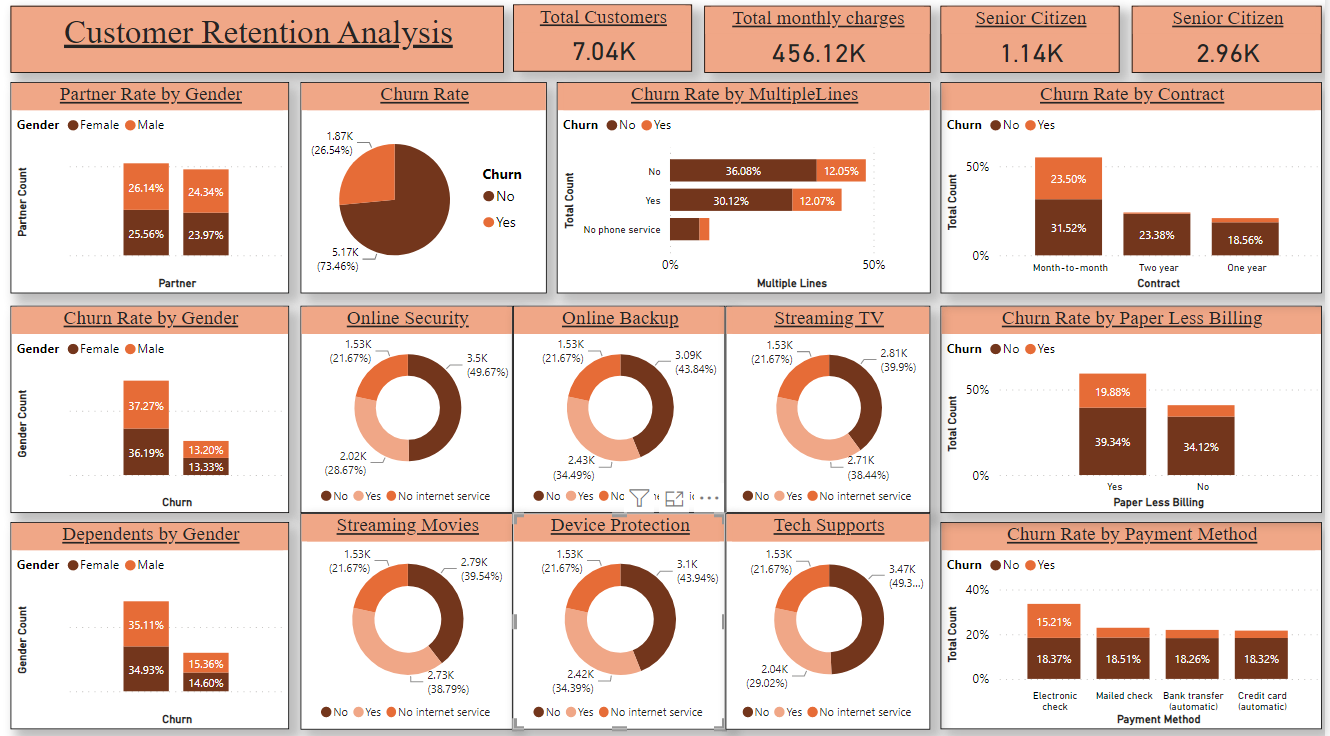 Customer Retention Analysis
Total Customers
7.04K
Total monthly charges
456.12K
Senior Citizen
1.14K
Senior Citizen
2.96K
Partner Rate by Gender
Gender Female Male
Partner Count
26.14%
24.34%
25.56%
23.97%
Partner
Churn Rate
1.87K
(26.54%)
5.17K
(73.46%)
Churn
No
Yes
Churn Rate by MultipleLines
Churn No Yes
Total Count
No
36.08%
12.05%
Yes
30.12%
12.07%
No phone service
0%
50%
Multiple Lines
Churn Rate by Contract
Churn No Yes
Total Count
50%
0%
23.50%
31.52%
23.38%
18.56%
Month-to-month
Two year
One year
Contract
Churn Rate by Gender
Gender Female Male
Gender Count
37.27%
36.19%
13.20%
13.33%
Churn
Online Security
1.53K
(21.67%)
3.5K
(49.67%)
2.02K
(28.67%)
No Yes No internet service
Online Backup
1.53K
(21.67%)
3.09K
(43.84%)
2.43K
(34.49%)
No Yes No
Streaming TV
1.53K
(21.67%)
2.81K
(39.9%)
2.71K
(38.44%)
No Yes No internet service
Churn Rate by Paper Less Billing
Churn No Yes
Total Count
50%
0%
19.88%
39.34%
34.12%
Yes
No
Paper Less Billing
Dependents by Gender
Gender Female Male
Gender Count
35.11%
34.93%
15.36%
14.60%
Churn
Streaming Movies
1.53K
(21.67%)
2.79K
(39.54%)
2.73K
(38.79%)
No Yes No internet service
Device Protection
1.53K
(21.67%)
3.1K
(43.94%)
2.42K
(34.39%)
No Yes No internet service
Tech Supports
1.53K
(21.67%)
3.47K
(49.3...)
2.04K
(29.02%)
No Yes No internet service
Churn Rate by Payment Method
Churn No Yes
Total Count
40%
20%
0%
15.21%
18.37%
18.51%
18.26%
18.32%
Electronic
check
Mailed check
Bank transfer
(automatic)
Credit card
(automatic)
Payment Method